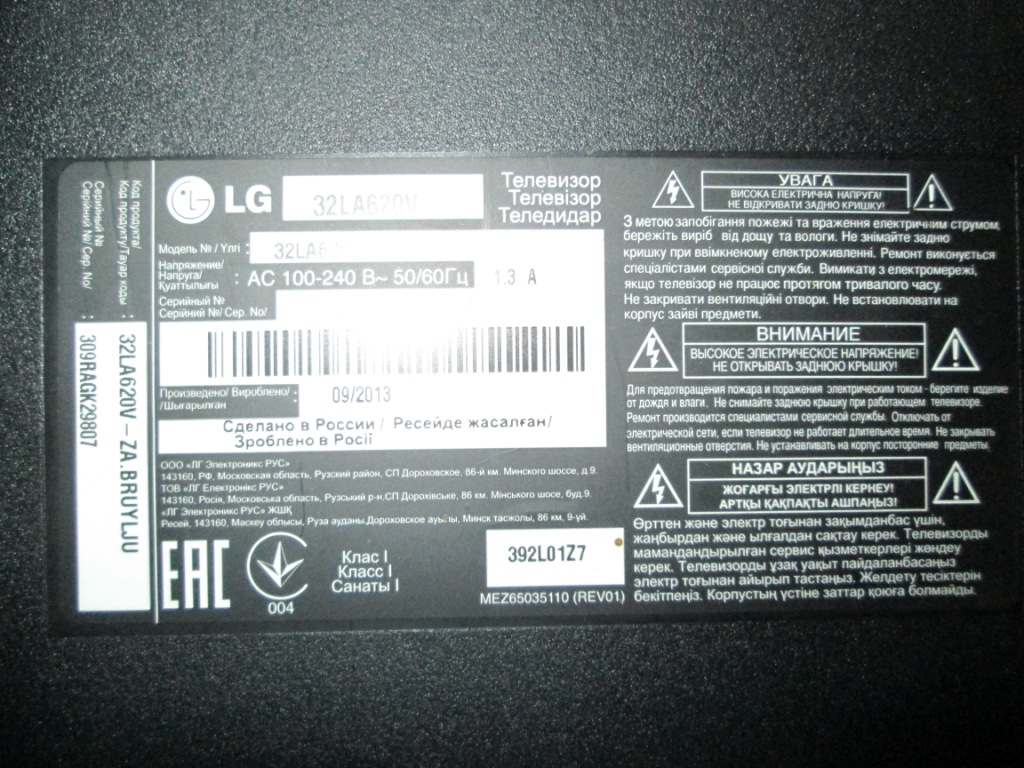 Код продукта/
Код продукту/Тауар коды :
32LA620V – ZA.BRUYLJU
Серийный №
Серійний №/ Сер. No/ :
309RAGK29807
LG
32LA620V
Телевизор
Телевізор
Теледидар
Модель № / Үлгі :
32LA62
Напряжение/
Напруга/
Қуаттылығы :
AC 100-240 В~ 50/60Гц
1.3 A
Серийный №
Серійний №/ Сер. No/
Произведено/ Вироблено/
/Шығарылған :
09/2013
Сделано в России / Ресейде жасалған/
Зроблено в Росії
ООО «ЛГ Электроникс РУС»
143160, РФ, Московская область, Рузский район, СП Дороховское. 86-й км. Минского шоссе, д.9.
ТОВ «ЛГ Електронікс РУС»
143160, Росія, Московська область, Рузський р-н,СП Дорохівське, 86 км. Мінського шосе, буд.9.
«ЛГ Электроникс РУС» ЖШҚ
Ресей, 143160, Маскеу облысы, Руза ауданы,Дороховское ауылы, Минск тасжолы, 86 км, 9-үй.
EAC
004
Клас I
Класс I
Санаты I
392L01Z7
MEZ65035110 (REV01)
УВАГА
ВИСОКА ЕЛЕКТРИЧНА НАПРУГА!
НЕ ВІДКРИВАТИ ЗАДНЮ КРИШКУ!
З метою запобігання пожежі та враження електричним струмом,
бережіть виріб від дощу та вологи. Не знімайте задню
кришку при ввімкненому електроживленні. Ремонт виконується
спеціалістами сервісної служби. Вимикати з електромережі,
якщо телевізор не працює протягом тривалого часу.
Не закривати вентиляційні отвори. Не встановлювати на
корпус зайві предмети.
ВНИМАНИЕ
ВЫСОКОЕ ЭЛЕКТРИЧЕСКОЕ НАПРЯЖЕНИЕ!
НЕ ОТКРЫВАТЬ ЗАДНЮЮ КРЫШКУ!
Для предотвращения пожара и поражения электрическим током - берегите изделие
от дождя и влаги. Не снимайте заднюю крышку при работающем телевизоре.
Ремонт производится специалистами сервисной службы. Отключать от
электрической сети, если телевизор не работает длительное время. Не закрывать
вентиляционные отверстия. Не устанавливать на корпус посторонние предметы.
НАЗАР АУДАРЫҢЫЗ
ЖОҒАРҒЫ ЭЛЕКТРЛІ КЕРНЕУ!
АРТҚЫ ҚАҚПАҚТЫ АШПАҢЫЗ!
Өрттен және электр тоғынан зақымданбас үшін,
жаңбырдан және ылғалдан сақтау керек. Телевизорды
мамандандырылған сервис қызметкерлері жөндеу
керек. Телевизорды ұзақ уақыт пайдаланбасаңыз
электр тоғынан айырып тастаңыз. Желдету тесіктерін
бекітпеңіз. Корпустың үстіне заттар қоюға болмайды.